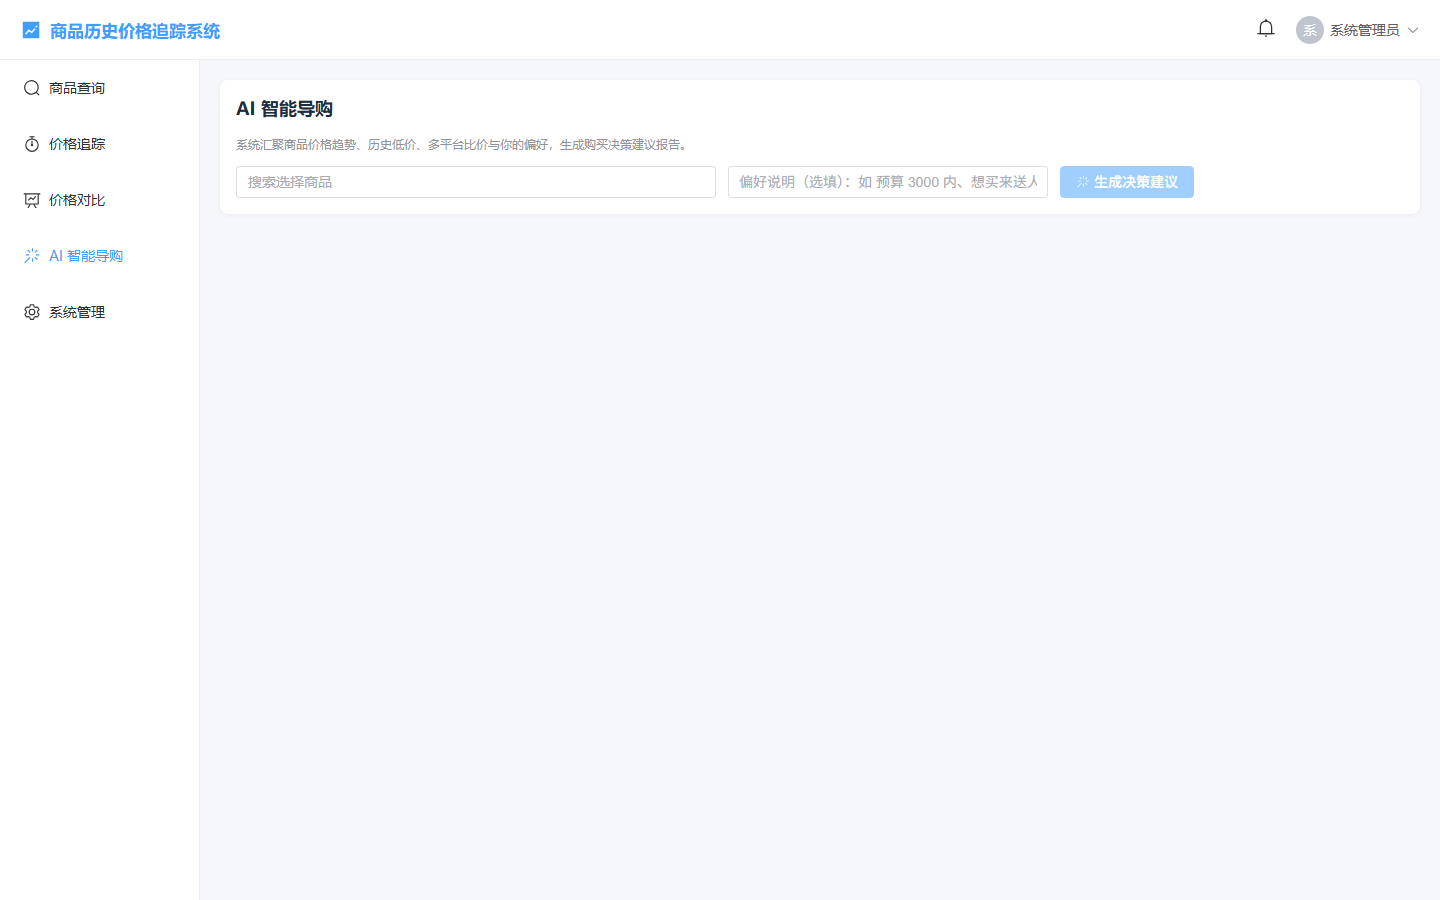 商品历史价格追踪系统
系 系统管理员
商品查询
价格追踪
价格对比
AI 智能导购
系统管理
AI 智能导购
系统汇聚商品价格趋势、历史低价、多平台比价与你的偏好，生成购买决策建议报告。
搜索选择商品
偏好说明（选填）：如 预算 3000 内、想买来送
生成决策建议